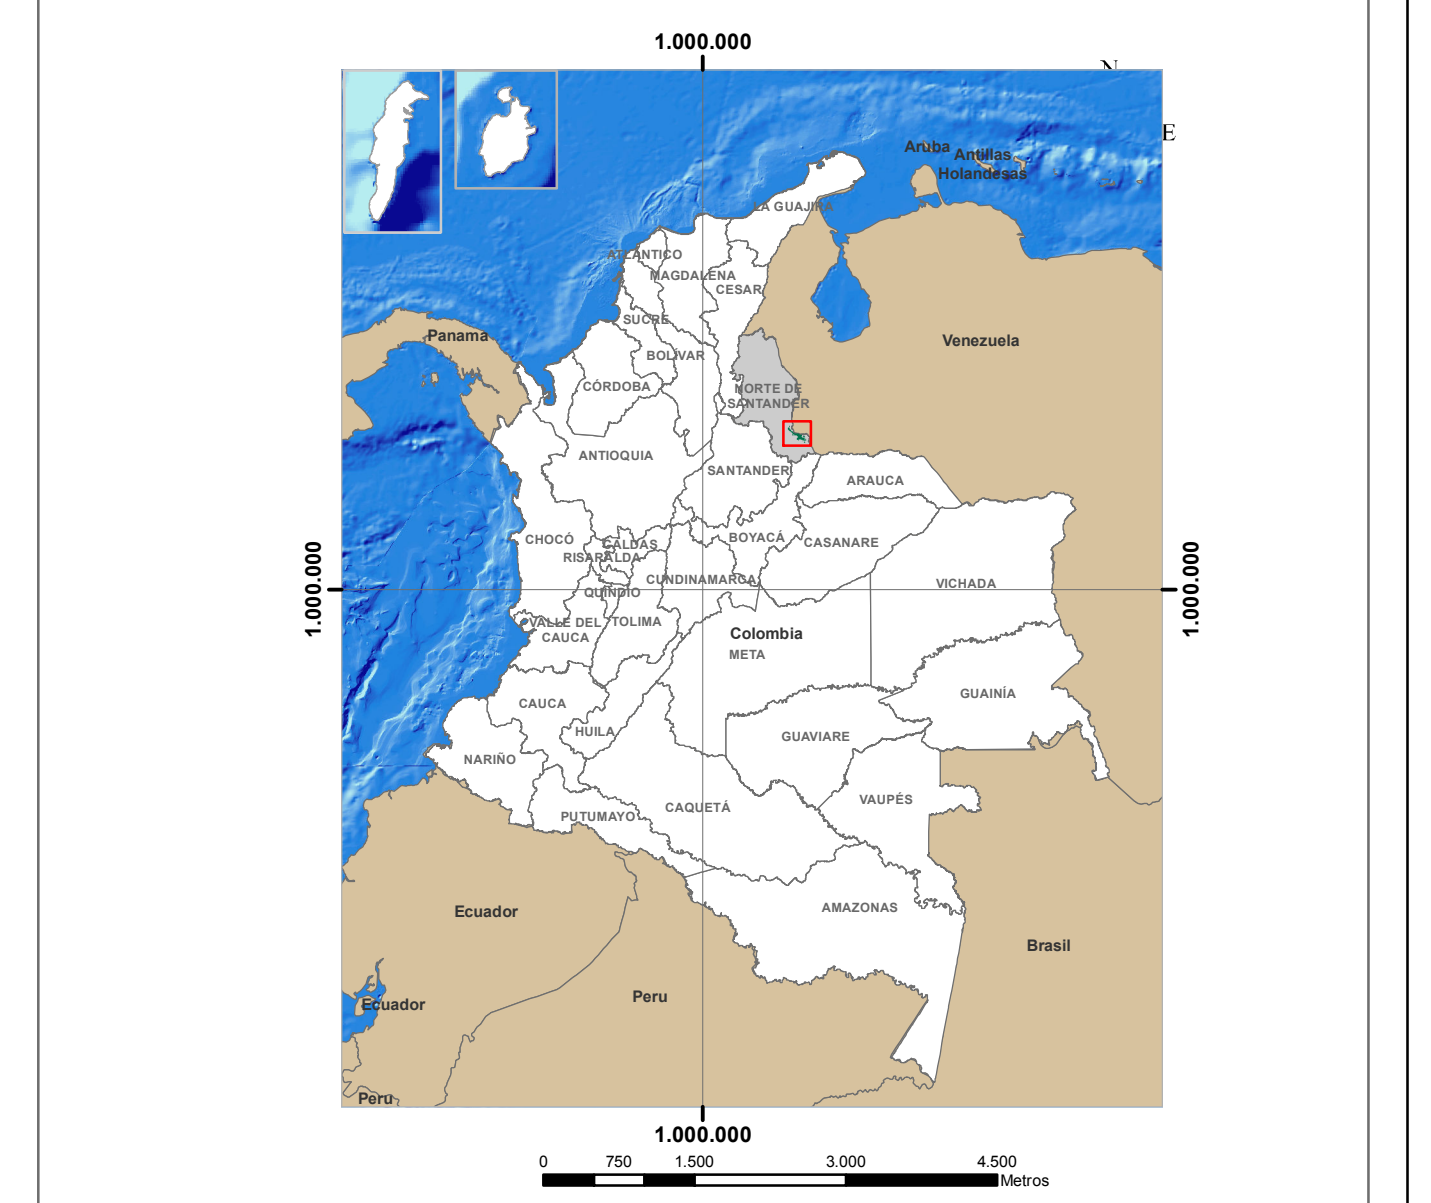 1.000.000
N
E
Aruba
Antillas
Holandesas
LA GUAJIRA
ATLÁNTICO
MAGDALENA
CESAR
SUCRE
Panama
Venezuela
BOLÍVAR
CÓRDOBA
NORTE DE
SANTANDER
ANTIOQUIA
SANTANDER
ARAUCA
CHOCÓ
CALDAS
RISARALDA
BOYACÁ
CASANARE
CUNDINAMARCA
VICHADA
QUINDIO
1.000.000
1.000.000
VALLE DEL
CAUCA
TOLIMA
Colombia
META
GUAINÍA
CAUCA
HUILA
GUAVIARE
NARIÑO
VAUPÉS
CAQUETÁ
PUTUMAYO
AMAZONAS
Ecuador
Brasil
Peru
Ecuador
Peru
1.000.000
0 750 1.500 3.000 4.500
Metros